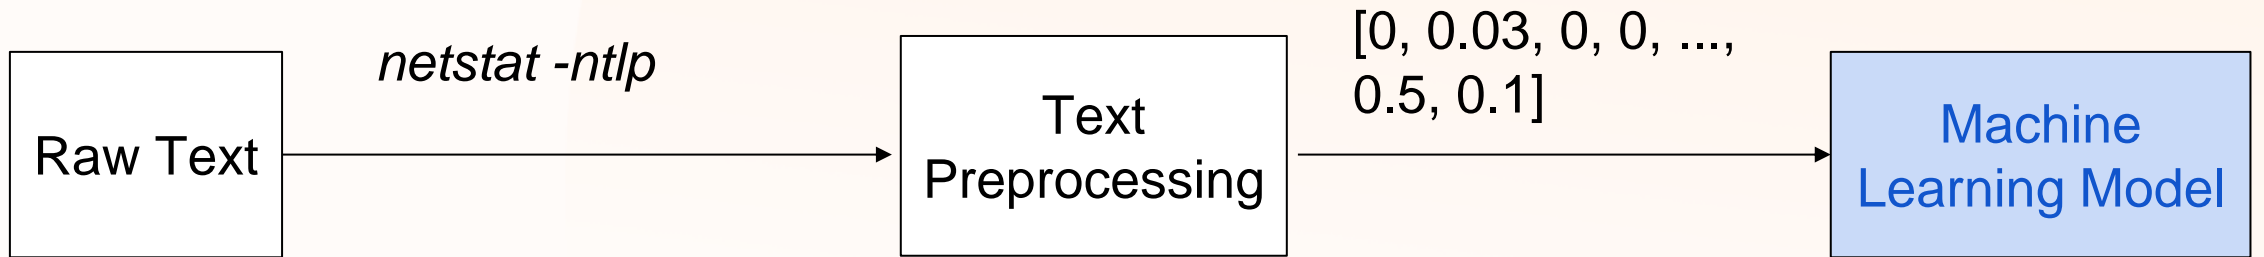 Raw Text
netstat -ntlp
Text
Preprocessing
[0, 0.03, 0, 0, ...,
0.5, 0.1]
Machine
Learning Model